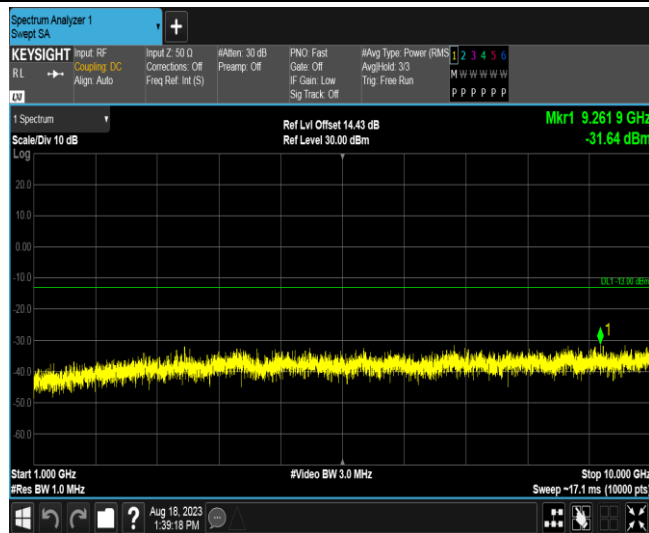 Spectrum Analyzer 1
Swept SA
+
KEYSIGHT
RL
Input: RF
Coupling: DC
Align: Auto
Input Z: 50 Ω
Corrections: Off
Freq Ref: Int (S)
#Atten: 30 dB
Preamp: Off
PNO: Fast
Gate: Off
IF Gain: Low
Sig Track: Off
#Avg Type: Power (RMS
Avg|Hold: 3/3
Trig: Free Run
1 2 3 4 5 6
M W W W W W
P P P P P P
1 Spectrum
Scale/Div 10 dB
Ref Lvl Offset 14.43 dB
Ref Level 30.00 dBm
Mkr1 9.261 9 GHz
-31.64 dBm
Log
20.0
10.0
0.00
-10.0
DL1 -13.00 dBm
-20.0
-30.0
1
-40.0
-50.0
-60.0
Start 1.000 GHz
#Video BW 3.0 MHz
Stop 10.000 GHz
#Res BW 1.0 MHz
Sweep ~17.1 ms (10000 pts)
?
Aug 18, 2023
1:39:18 PM